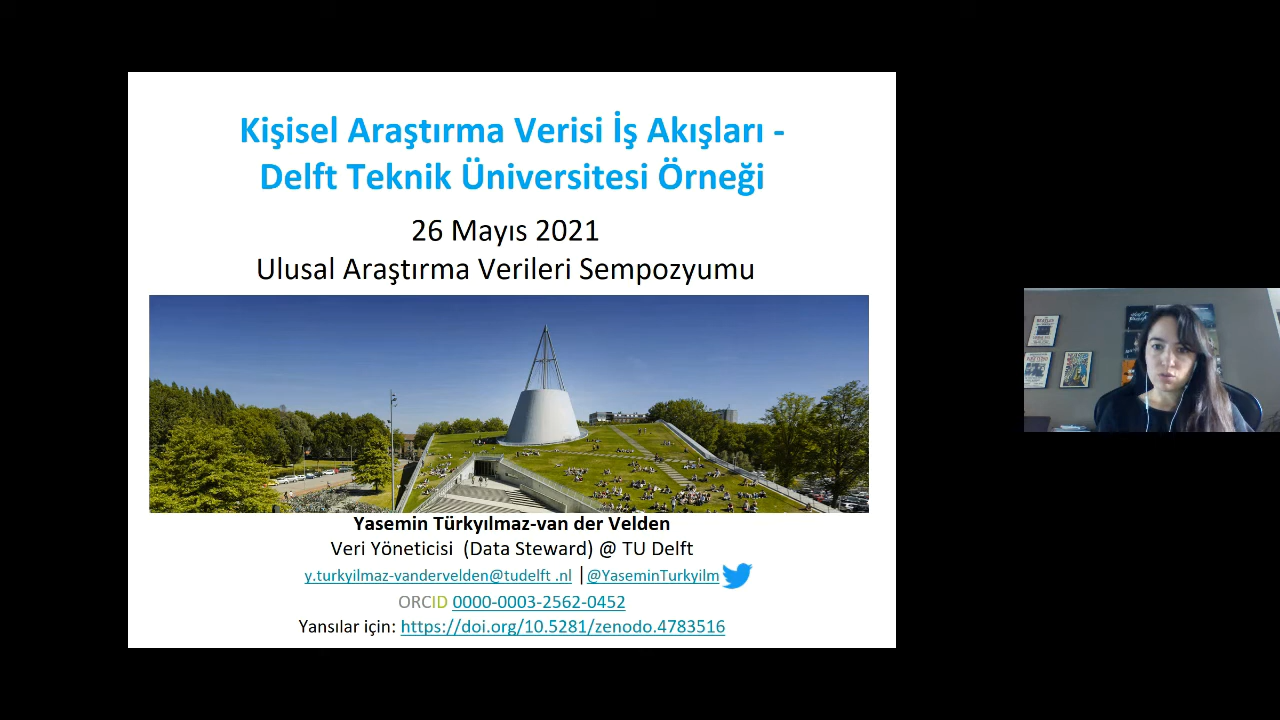 Kişisel Araştırma Verisi İş Akışları -
Delft Teknik Üniversitesi Örneği
26 Mayıs 2021
Ulusal Araştırma Verileri Sempozyumu
Yasemin Türkyılmaz-van der Velden
Veri Yöneticisi (Data Steward) @ TU Delft
y.turkyilmaz-vandervelden@tudelft .nl | @YaseminTurkyilm
ORCID 0000-0003-2562-0452
Yansılar için: https://doi.org/10.5281/zenodo.4783516